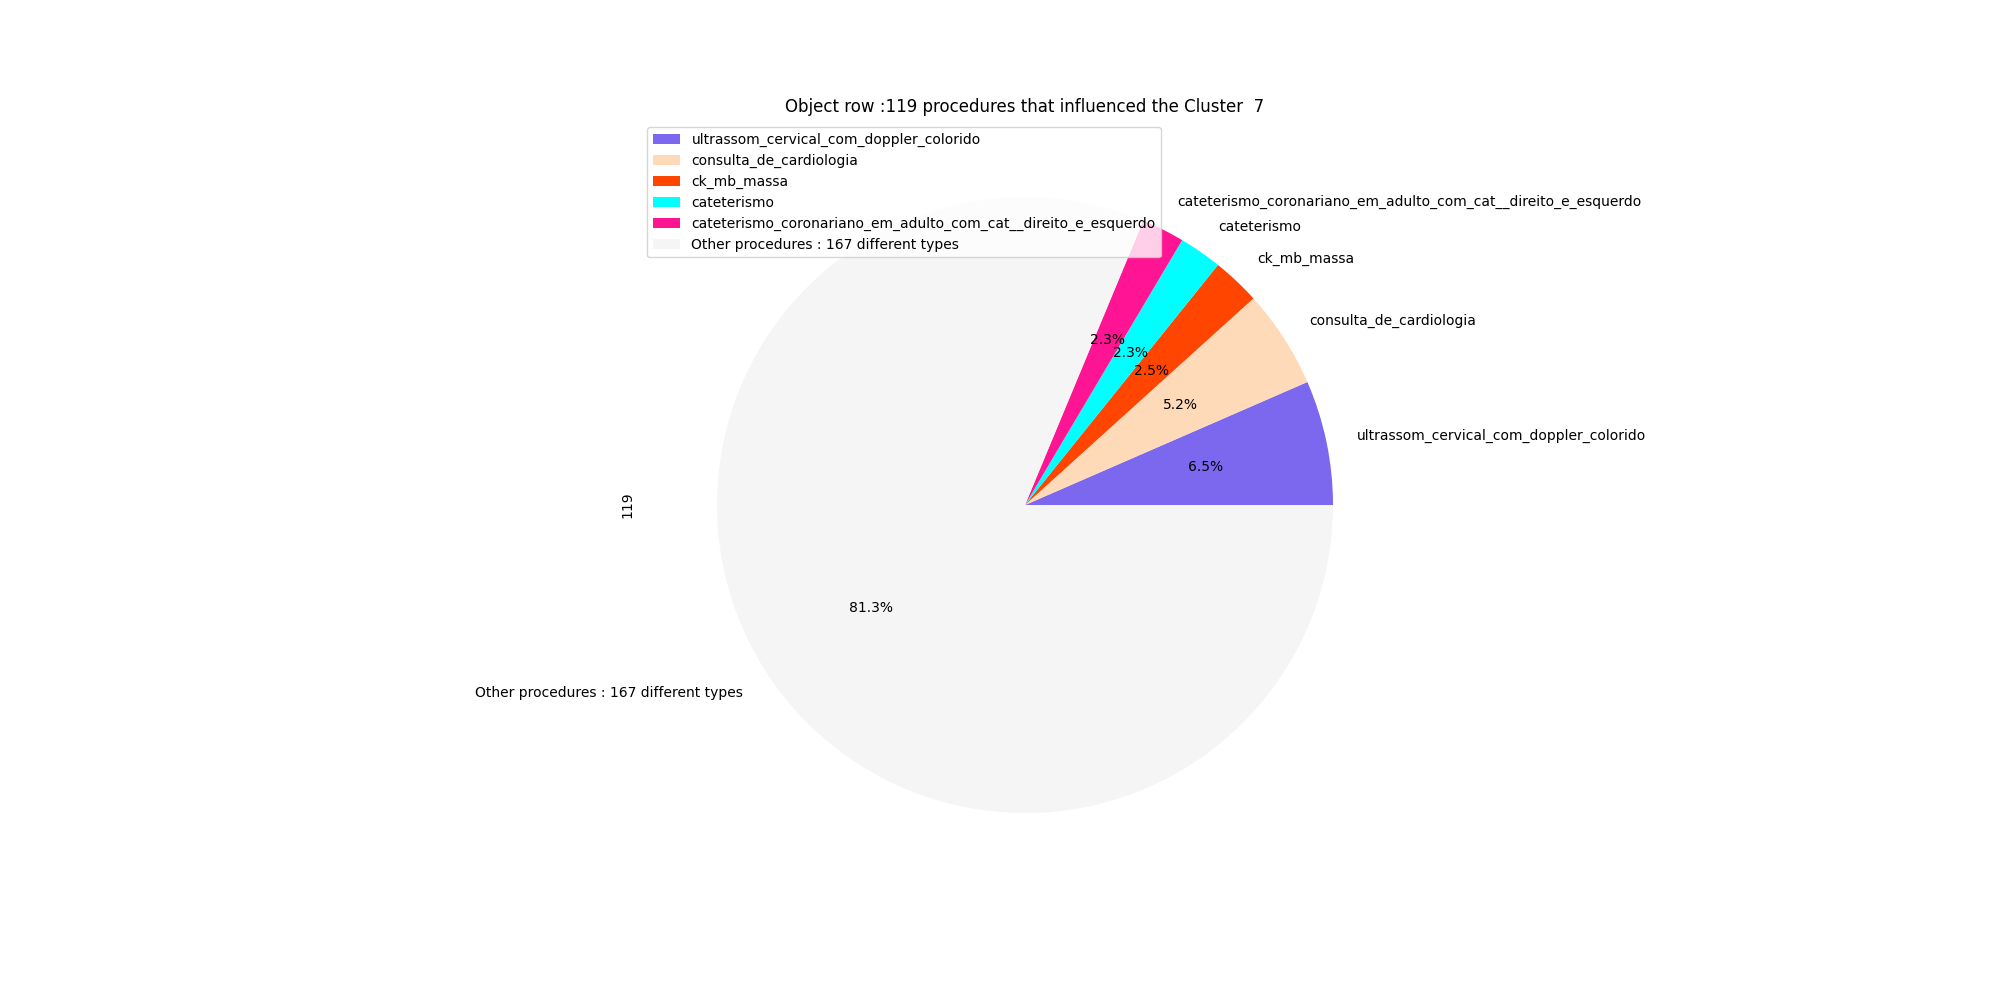 Object row :119 procedures that influenced the Cluster  7
ultrassom_cervical_com_doppler_colorido
consulta_de_cardiologia
ck_mb_massa
cateterismo
cateterismo_coronariano_em_adulto_com_cat__direito_e_esquerdo
Other procedures : 167 different types
cateterismo_coronariano_em_adulto_com_cat__direito_e_esquerdo
cateterismo
ck_mb_massa
consulta_de_cardiologia
ultrassom_cervical_com_doppler_colorido
2.3%
2.3%
2.5%
5.2%
6.5%
119
81.3%
Other procedures : 167 different types